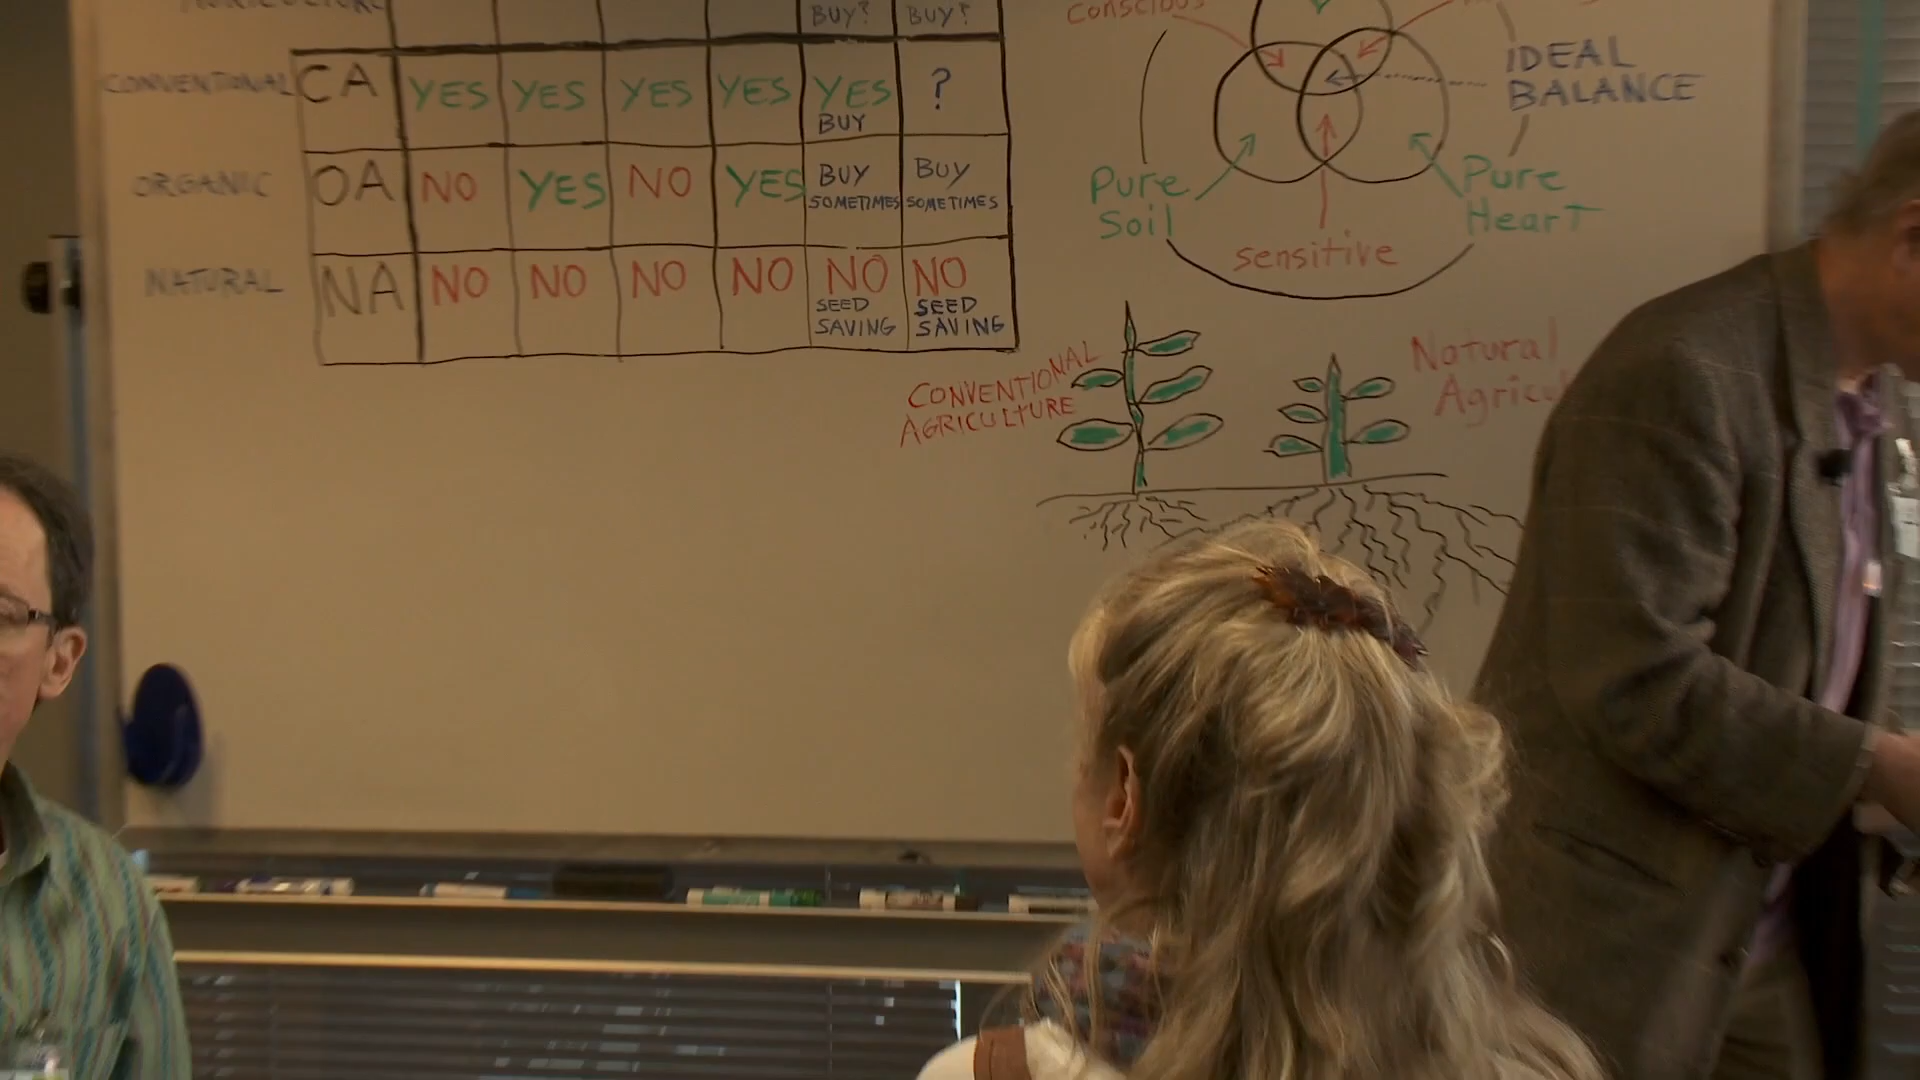 AGRICULTURE
BUY? BUY?
CONVENTIONAL CA YES YES YES YES YES ?
BUY
ORGANIC OA NO YES NO YES BUY BUY
SOMETIMES SOMETIMES
NATURAL NA NO NO NO NO NO NO
SEED SEED
SAVING SAVING
conscious
IDEAL
BALANCE
Pure
Soil
Pure
Heart
sensitive
CONVENTIONAL
AGRICULTURE
Natural